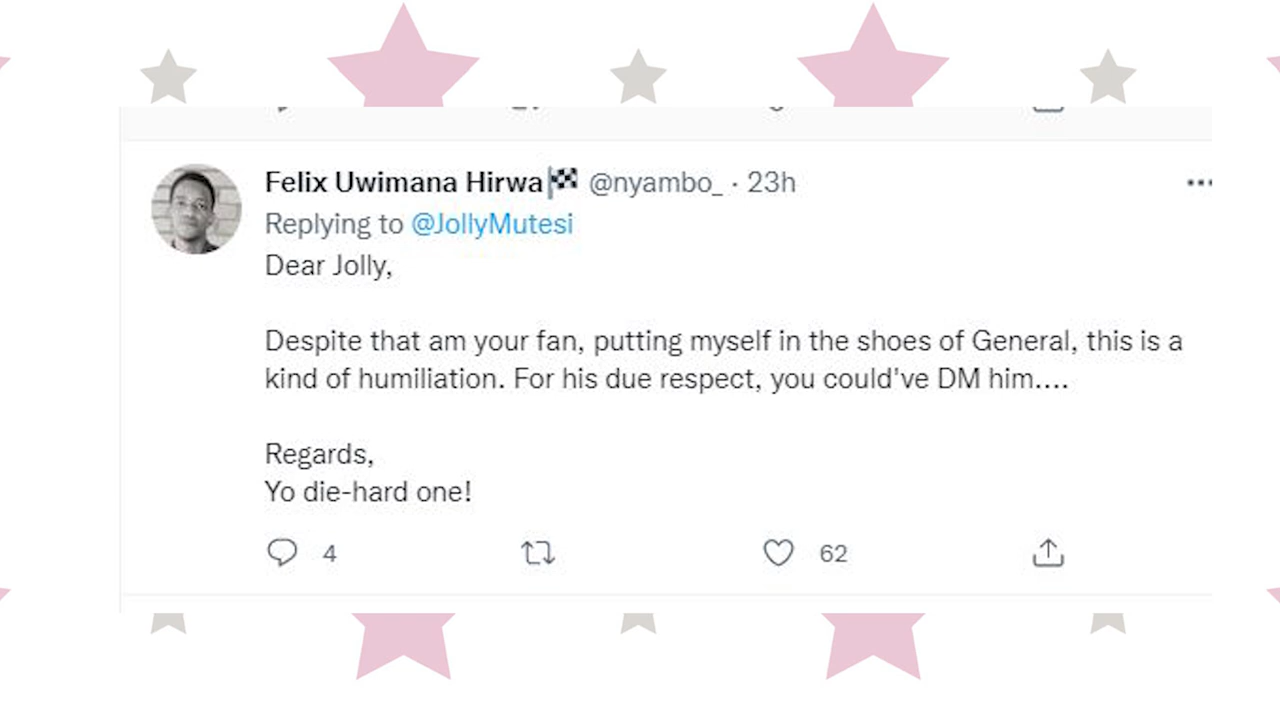 Felix Uwimana Hirwa🏁 @nyambo_ · 23h
Replying to @JollyMutesi
Dear Jolly,
Despite that am your fan, putting myself in the shoes of General, this is a
kind of humiliation. For his due respect, you could've DM him....
Regards,
Yo die-hard one!
4
62